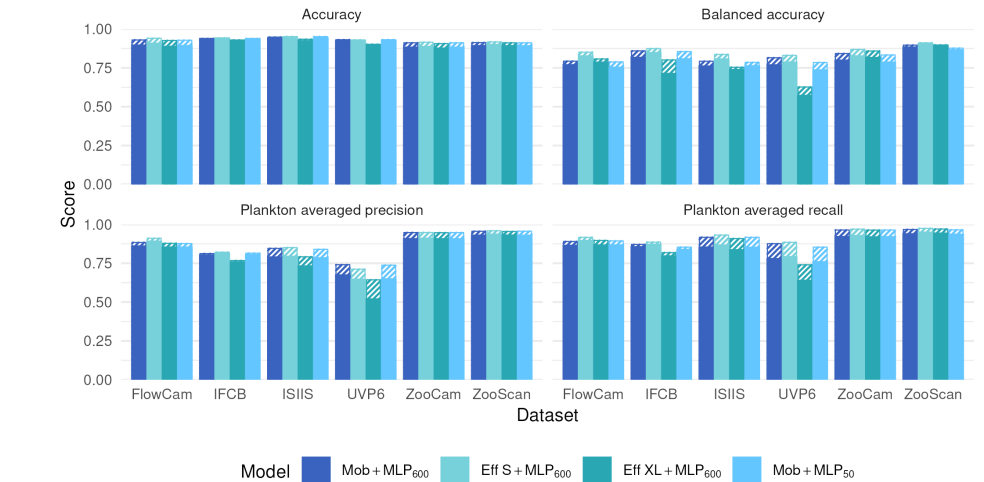 Accuracy
Balanced accuracy
1.00
0.75
0.50
0.25
0.00
Score
Plankton averaged precision
Plankton averaged recall
1.00
0.75
0.50
0.25
0.00
FlowCam IFCB ISIIS UVP6 ZooCam ZooScan
FlowCam IFCB ISIIS UVP6 ZooCam ZooScan
Dataset
Model Mob+MLP600 Eff S+MLP600 Eff XL+MLP600 Mob+MLP50